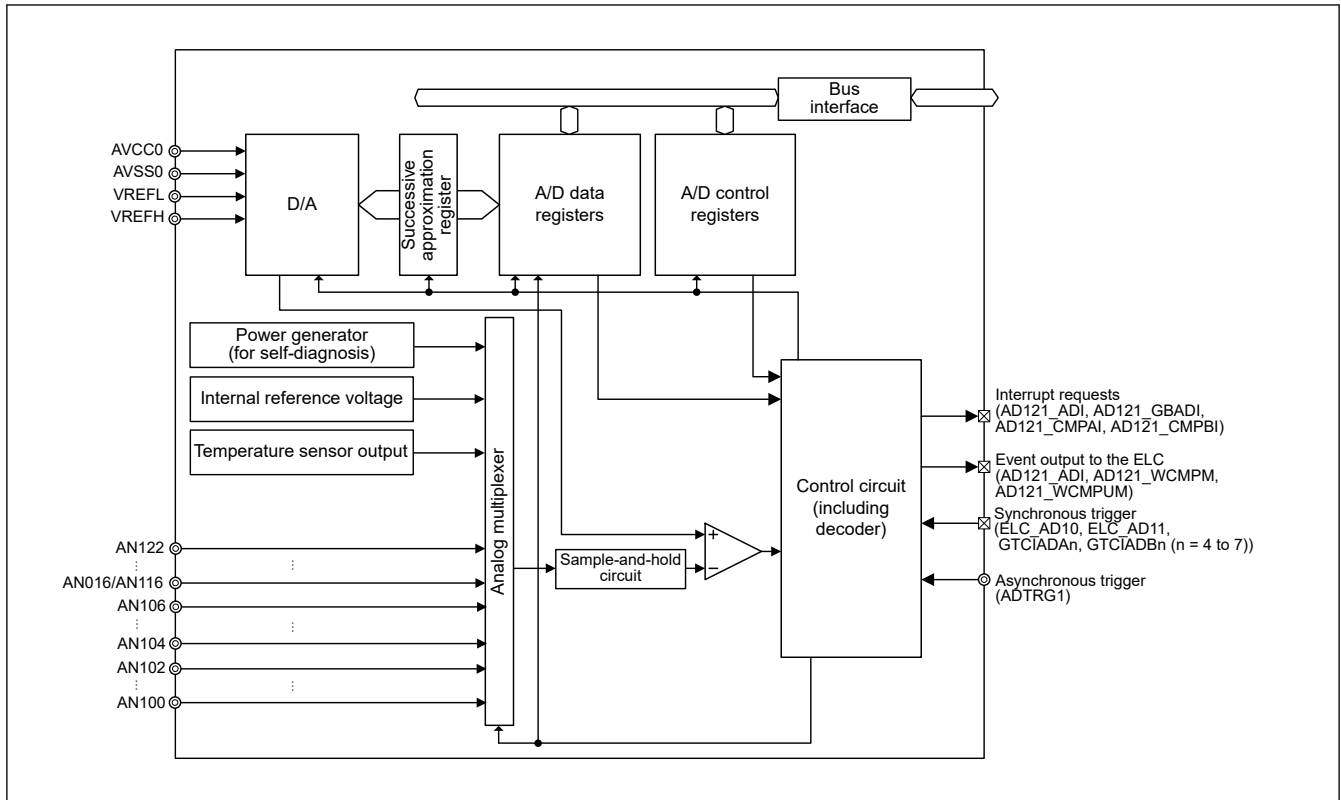 Bus
interface
AVCC0
AVSS0
VREFL
VREFH
D/A
Successive
approximation
register
A/D data
registers
A/D control
registers
Power generator
(for self-diagnosis)
Internal reference voltage
Temperature sensor output
Analog multiplexer
AN122
AN016/AN116
AN106
AN104
AN102
AN100
Sample-and-hold
circuit
+
−
Control circuit
(including
decoder)
Interrupt requests
(AD121_ADI, AD121_GBADI,
AD121_CMPAI, AD121_CMPBI)
Event output to the ELC
(AD121_ADI, AD121_WCMPM,
AD121_WCMPUM)
Synchronous trigger
(ELC_AD10, ELC_AD11,
GTCIADAn, GTCIADBn (n = 4 to 7))
Asynchronous trigger
(ADTRG1)